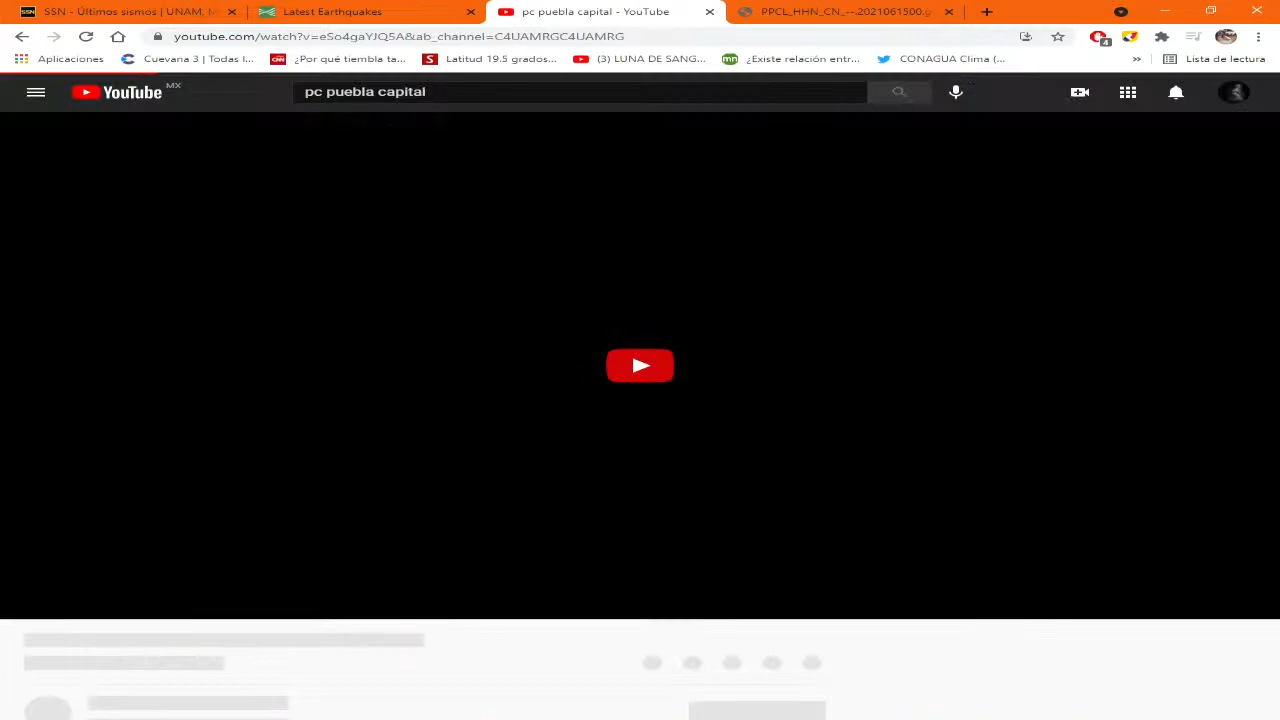 SSN - Últimos sismos | UNAM, M
Latest Earthquakes
pc puebla capital - YouTube
PPCL_HHN_CN_--.2021061500.g
youtube.com/watch?v=eSo4gaYJQ5A&ab_channel=C4UAMRGC4UAMRG
4
Aplicaciones
Cuevana 3 | Todas l...
¿Por qué tiembla ta...
Latitud 19.5 grados...
(3) LUNA DE SANG...
mn ¿Existe relación entr...
CONAGUA Clima (...
»
Lista de lectura
YouTube MX
pc puebla capital